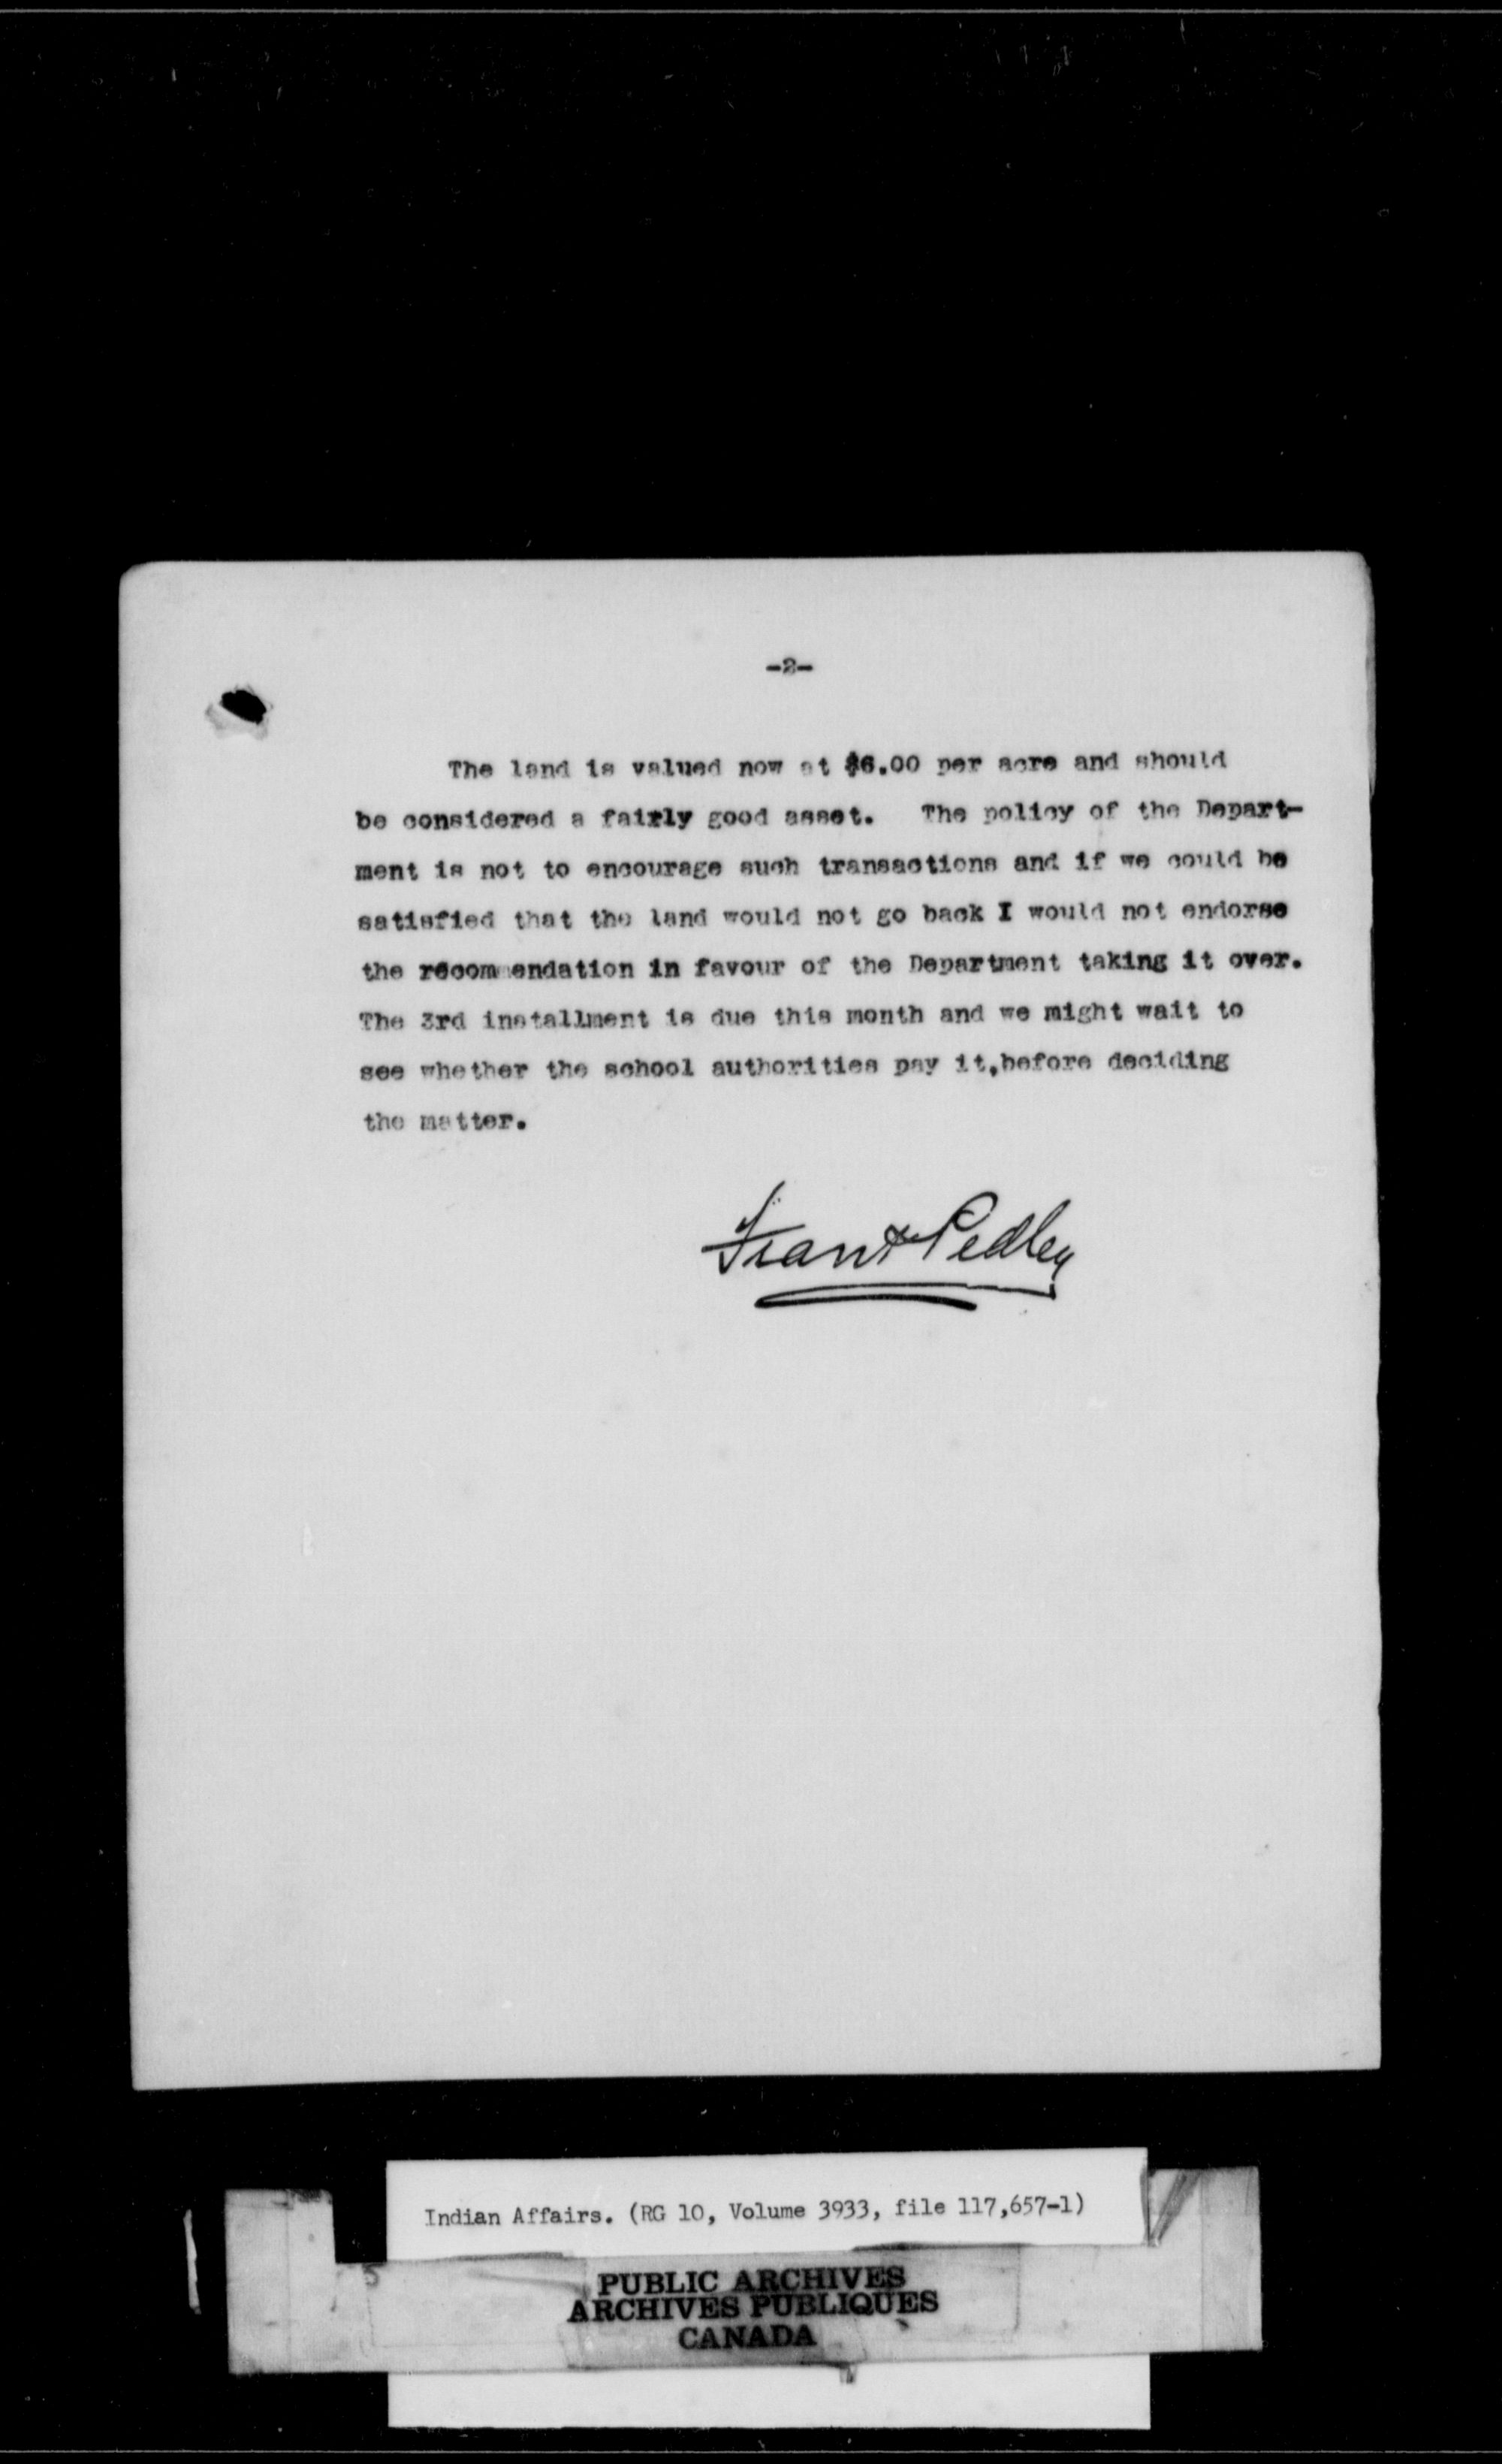 -2-
The land is valued now at $6.00 per acre and should
be considered a fairly good asset. The policy of the Depart-
ment is not to encourage such transactions and if we could be
satisfied that the land would not go back I would not endorse
the recommendation in favour of the Department taking it over.
The 3rd installment is due this month and we might wait to
see whether the school authorities pay it,before deciding
the matter.
Frank Pedley
Indian Affairs. (RG 10, Volume 3933, file 117,657-1)
5
PUBLIC ARCHIVES
ARCHIVES PUBLIQUES
CANADA